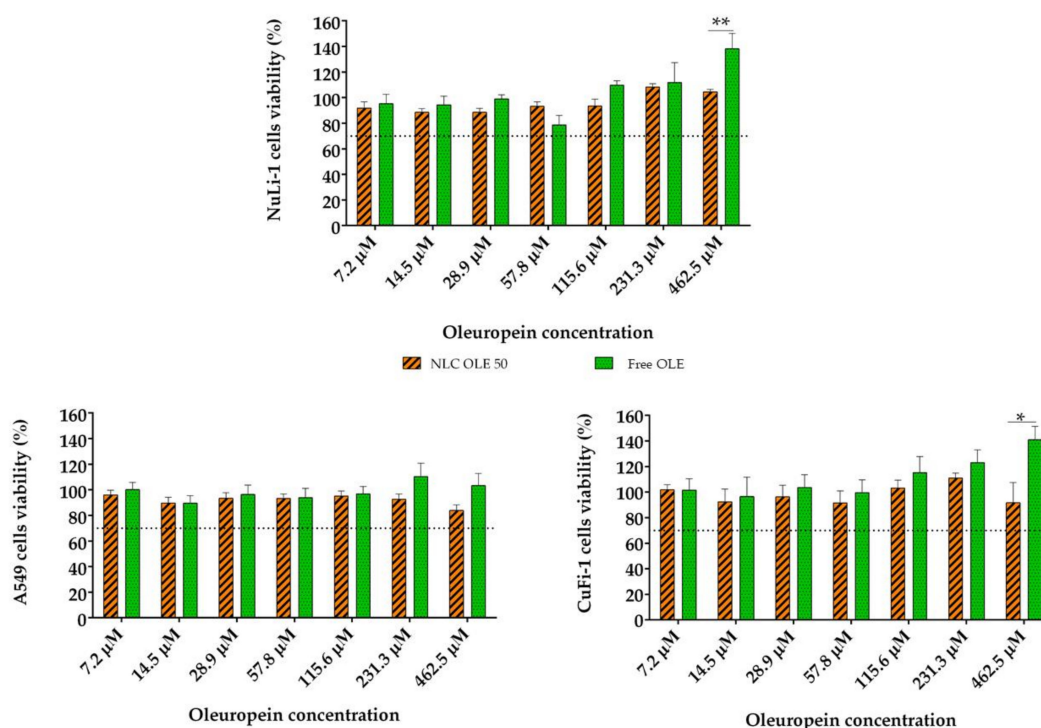 **
NuLi-1 cells viability (%)
160
140
120
100
80
60
40
20
0
7.2 μM
14.5 μM
28.9 μM
57.8 μM
115.6 μM
231.3 μM
462.5 μM
Oleuropein concentration
NLC OLE 50
Free OLE
A549 cells viability (%)
160
140
120
100
80
60
40
20
0
7.2 μM
14.5 μM
28.9 μM
57.8 μM
115.6 μM
231.3 μM
462.5 μM
Oleuropein concentration
*
CuFi-1 cells viability (%)
160
140
120
100
80
60
40
20
0
7.2 μM
14.5 μM
28.9 μM
57.8 μM
115.6 μM
231.3 μM
462.5 μM
Oleuropein concentration